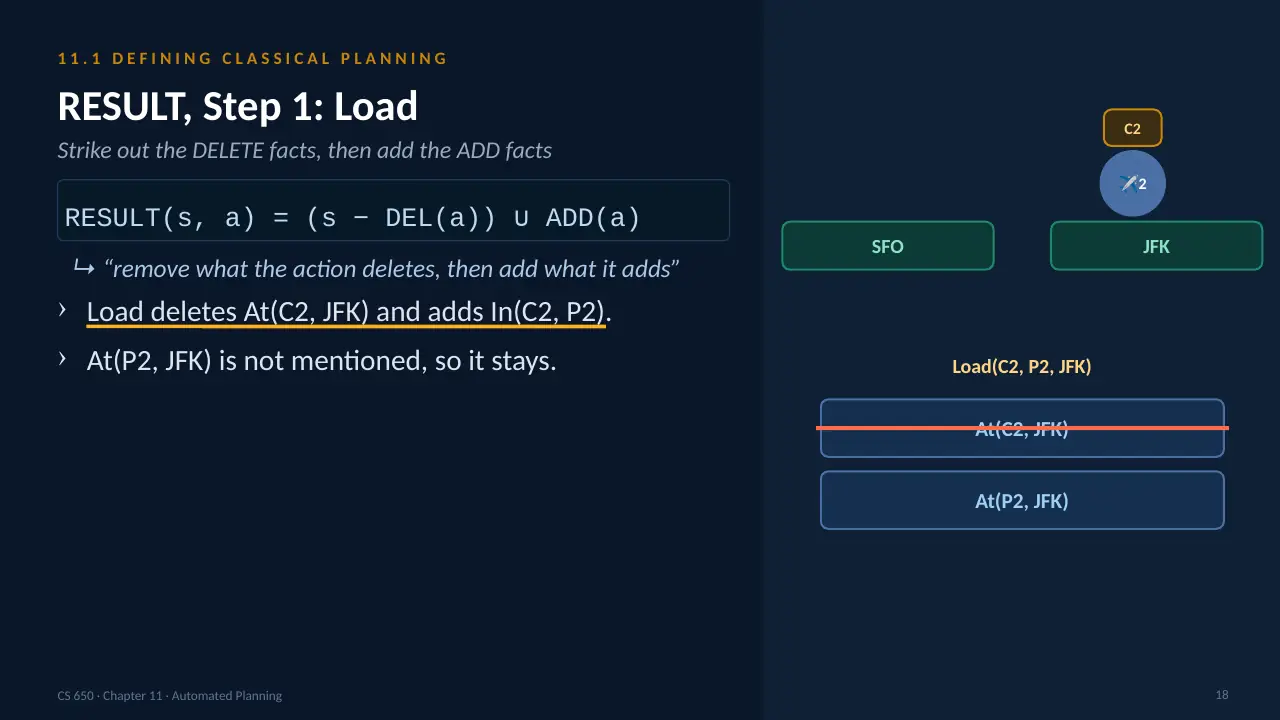 11.1 DEFINING CLASSICAL PLANNING
RESULT, Step 1: Load
Strike out the DELETE facts, then add the ADD facts
RESULT(s, a) = (s − DEL(a)) ∪ ADD(a)
↪ “remove what the action deletes, then add what it adds”
› Load deletes At(C2, JFK) and adds In(C2, P2).
› At(P2, JFK) is not mentioned, so it stays.
C2
✈️2
SFO
JFK
Load(C2, P2, JFK)
At(C2, JFK)
At(P2, JFK)
CS 650 · Chapter 11 · Automated Planning
18